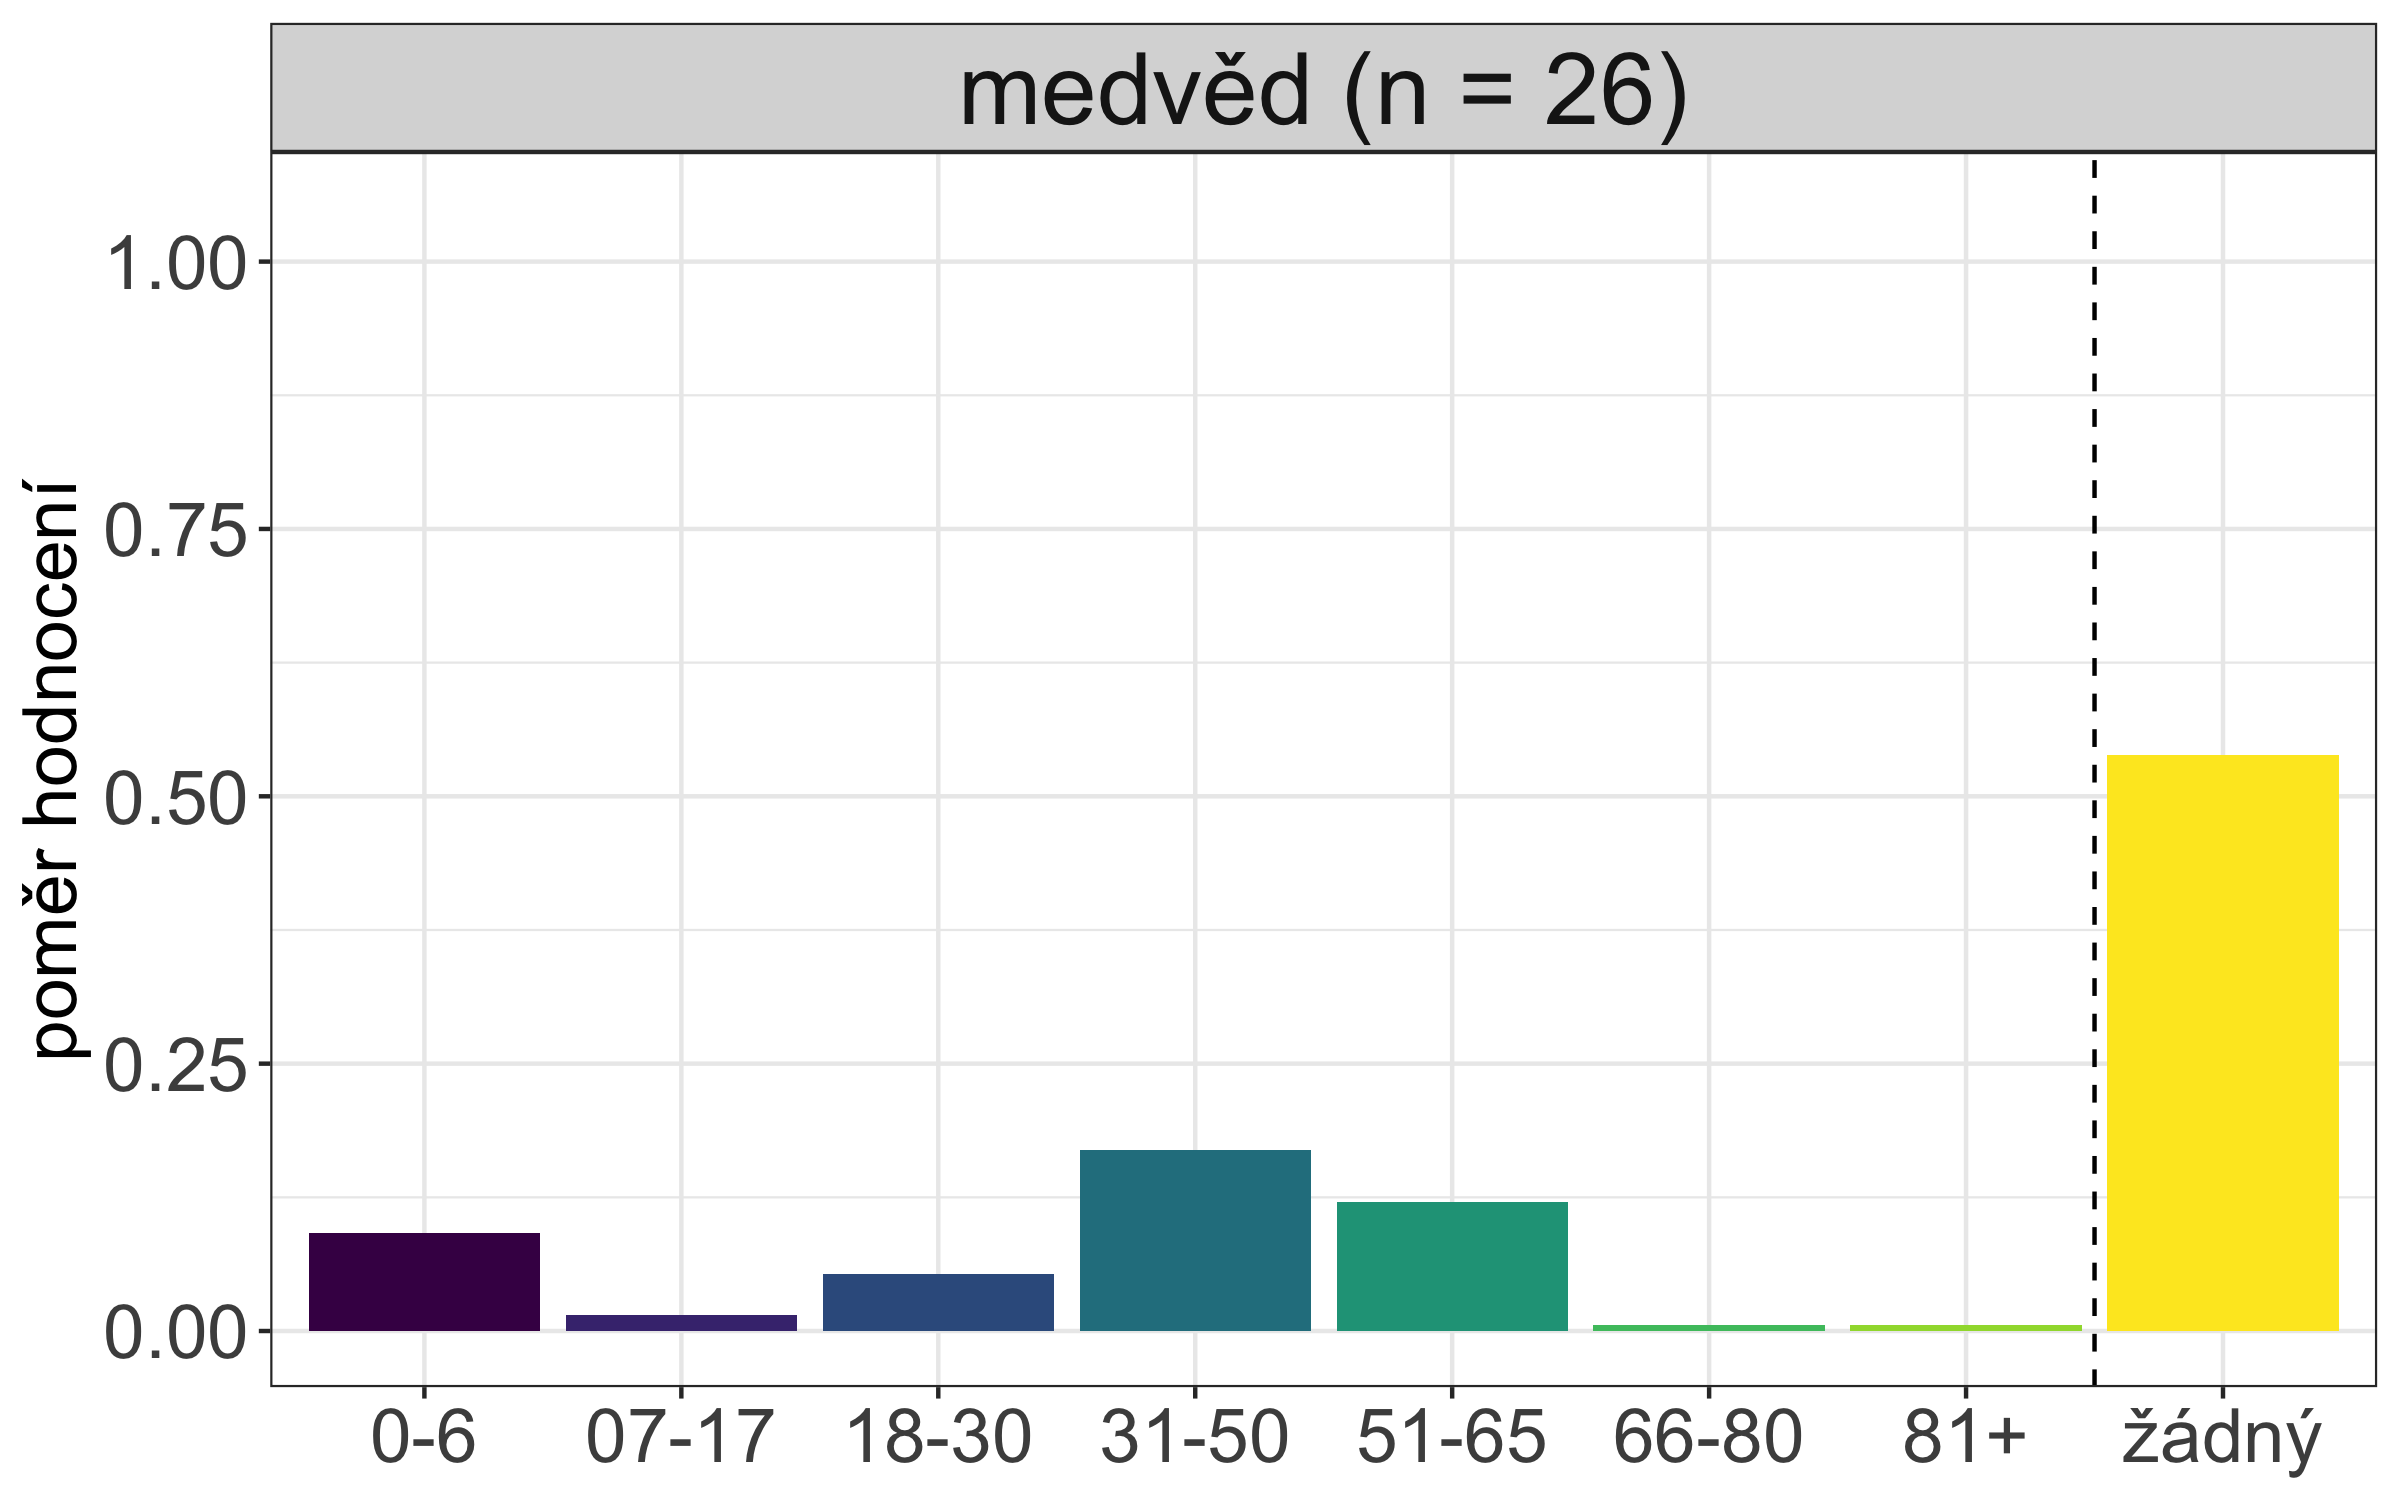 medvěd (n = 26)
poměr hodnocení
1.00
0.75
0.50
0.25
0.00
0-6 07-17 18-30 31-50 51-65 66-80 81+ žádný